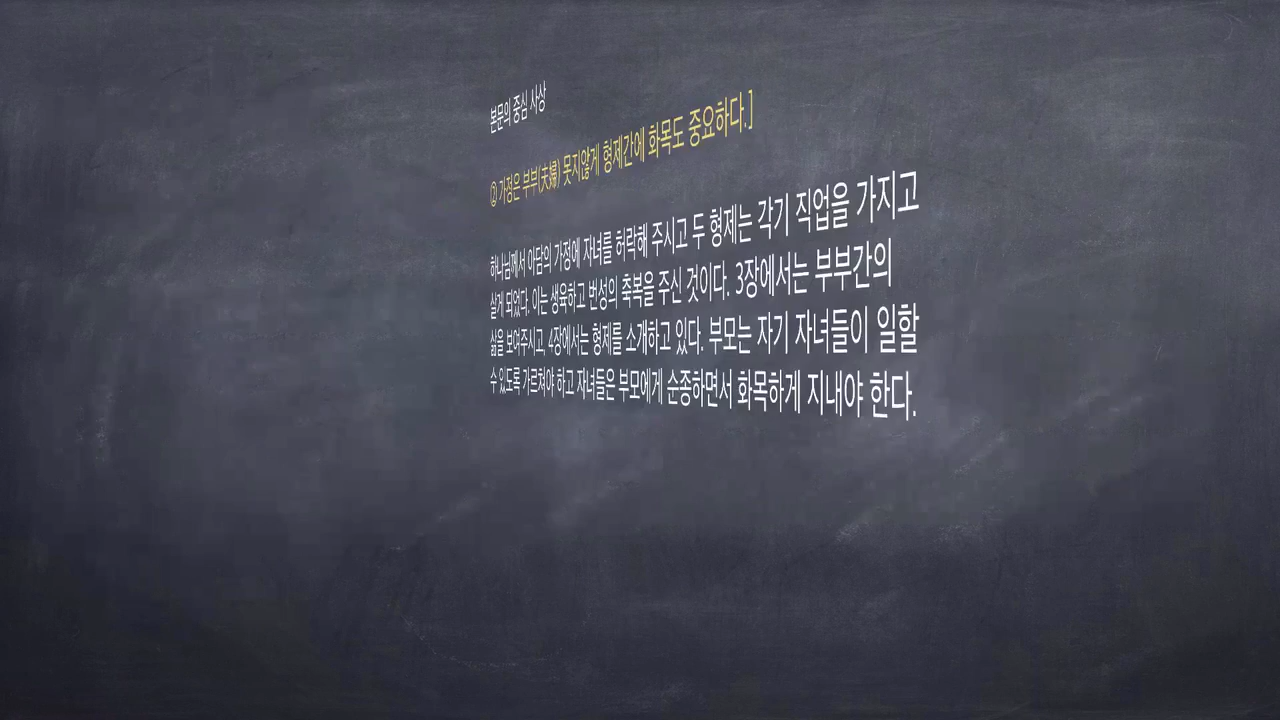 본문의 중심 사상
① 가정은 부부(夫婦) 못지않게 형제간에 화목도 중요하다.]
하나님께서 아담의 가정에 자녀를 허락해 주시고 두 형제는 각기 직업을 가지고
살게 되었다. 이는 생육하고 번성의 축복을 주신 것이다. 3장에서는 부부간의
삶을 보여주시고, 4장에서는 형제를 소개하고 있다. 부모는 자기 자녀들이 일할
수 있도록 가르쳐야 하고 자녀들은 부모에게 순종하면서 화목하게 지내야 한다.